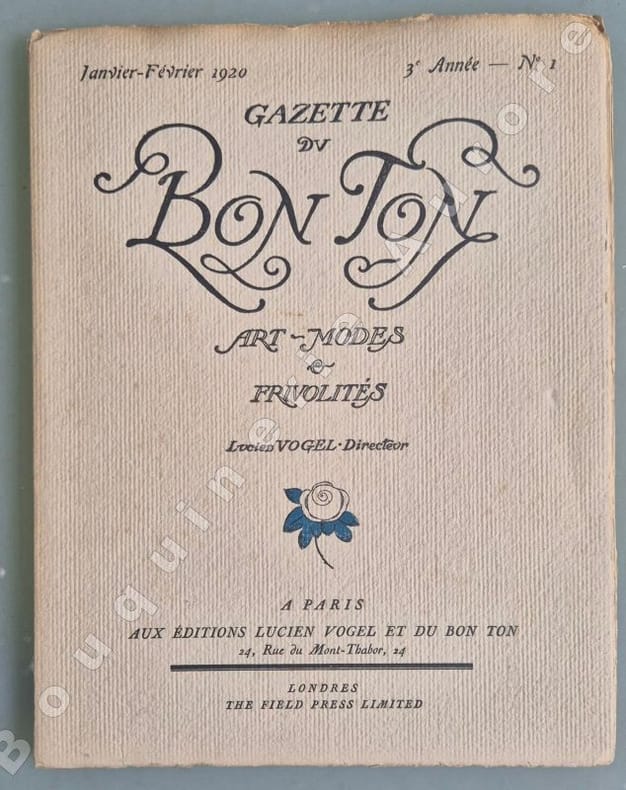 Janvier-Février 1920
3e Année — No 1
GAZETTE
DU
BON TON
ART-MODES
&
FRIVOLITÉS
Lucien VOGEL·Directeur
A PARIS
AUX ÉDITIONS LUCIEN VOGEL ET DU BON TON
24, Rue du Mont-Thabor, 24
LONDRES
THE FIELD PRESS LIMITED
Bouquinerie Aurore